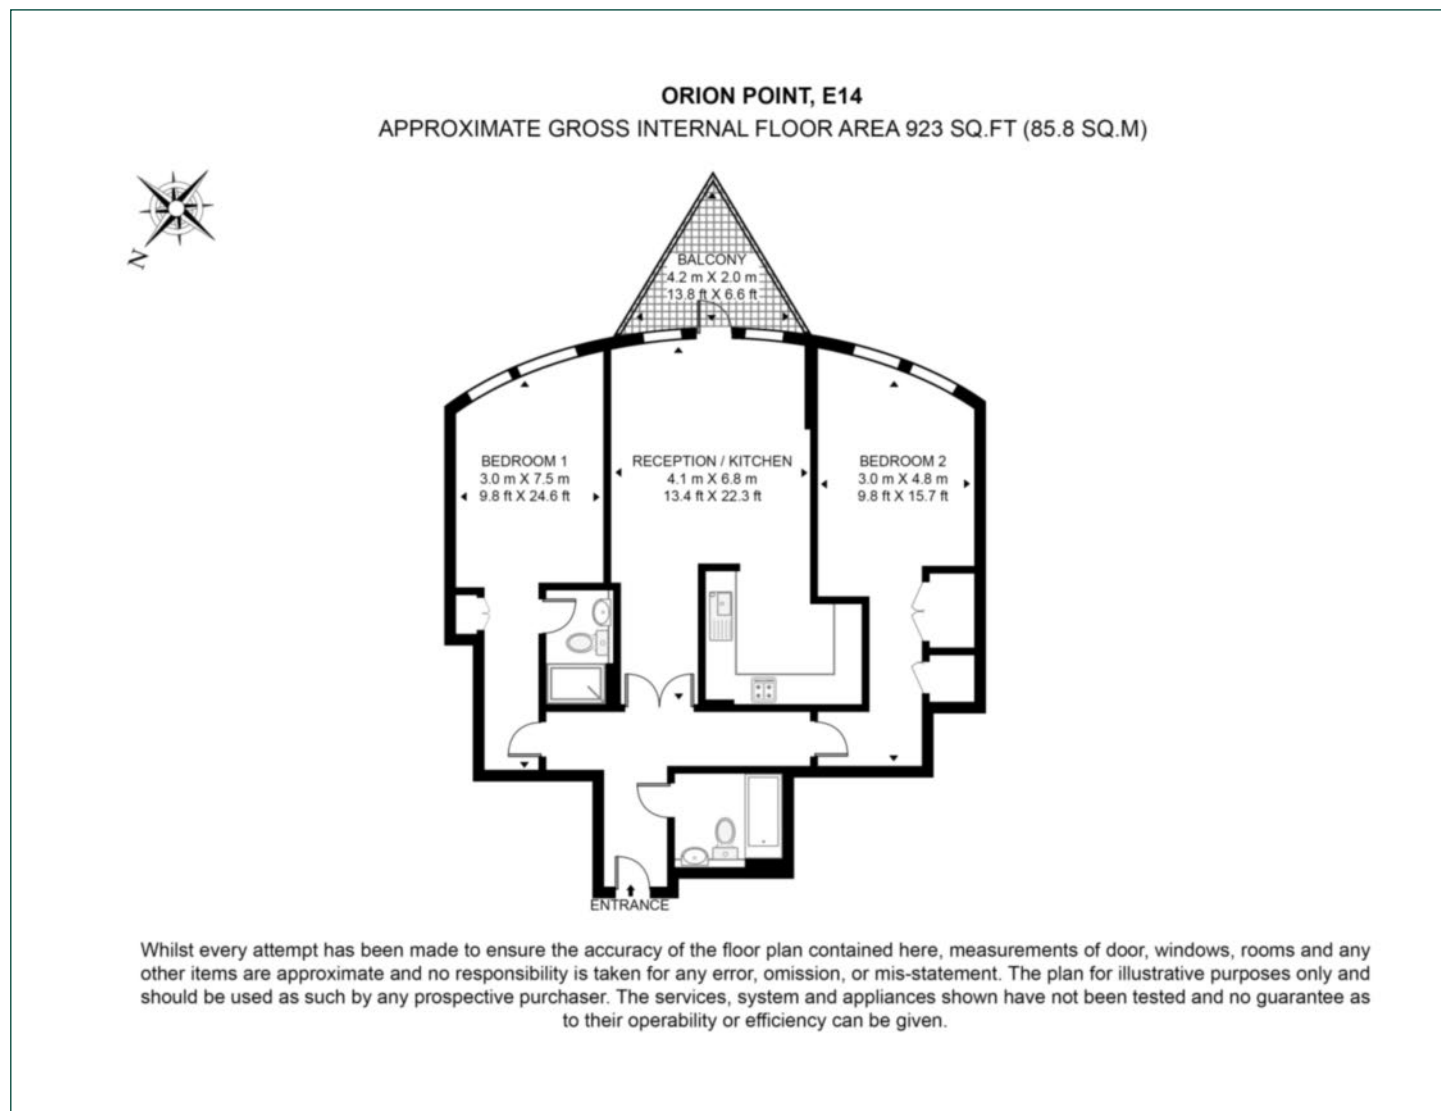 ORION POINT, E14
APPROXIMATE GROSS INTERNAL FLOOR AREA 923 SQ.FT (85.8 SQ.M)
N
BALCONY
4.2 m X 2.0 m
13.8 ft X 6.6 ft
BEDROOM 1
3.0 m X 7.5 m
9.8 ft X 24.6 ft
RECEPTION / KITCHEN
4.1 m X 6.8 m
13.4 ft X 22.3 ft
BEDROOM 2
3.0 m X 4.8 m
9.8 ft X 15.7 ft
ENTRANCE
Whilst every attempt has been made to ensure the accuracy of the floor plan contained here, measurements of door, windows, rooms and any
other items are approximate and no responsibility is taken for any error, omission, or mis-statement. The plan for illustrative purposes only and
should be used as such by any prospective purchaser. The services, system and appliances shown have not been tested and no guarantee as
to their operability or efficiency can be given.